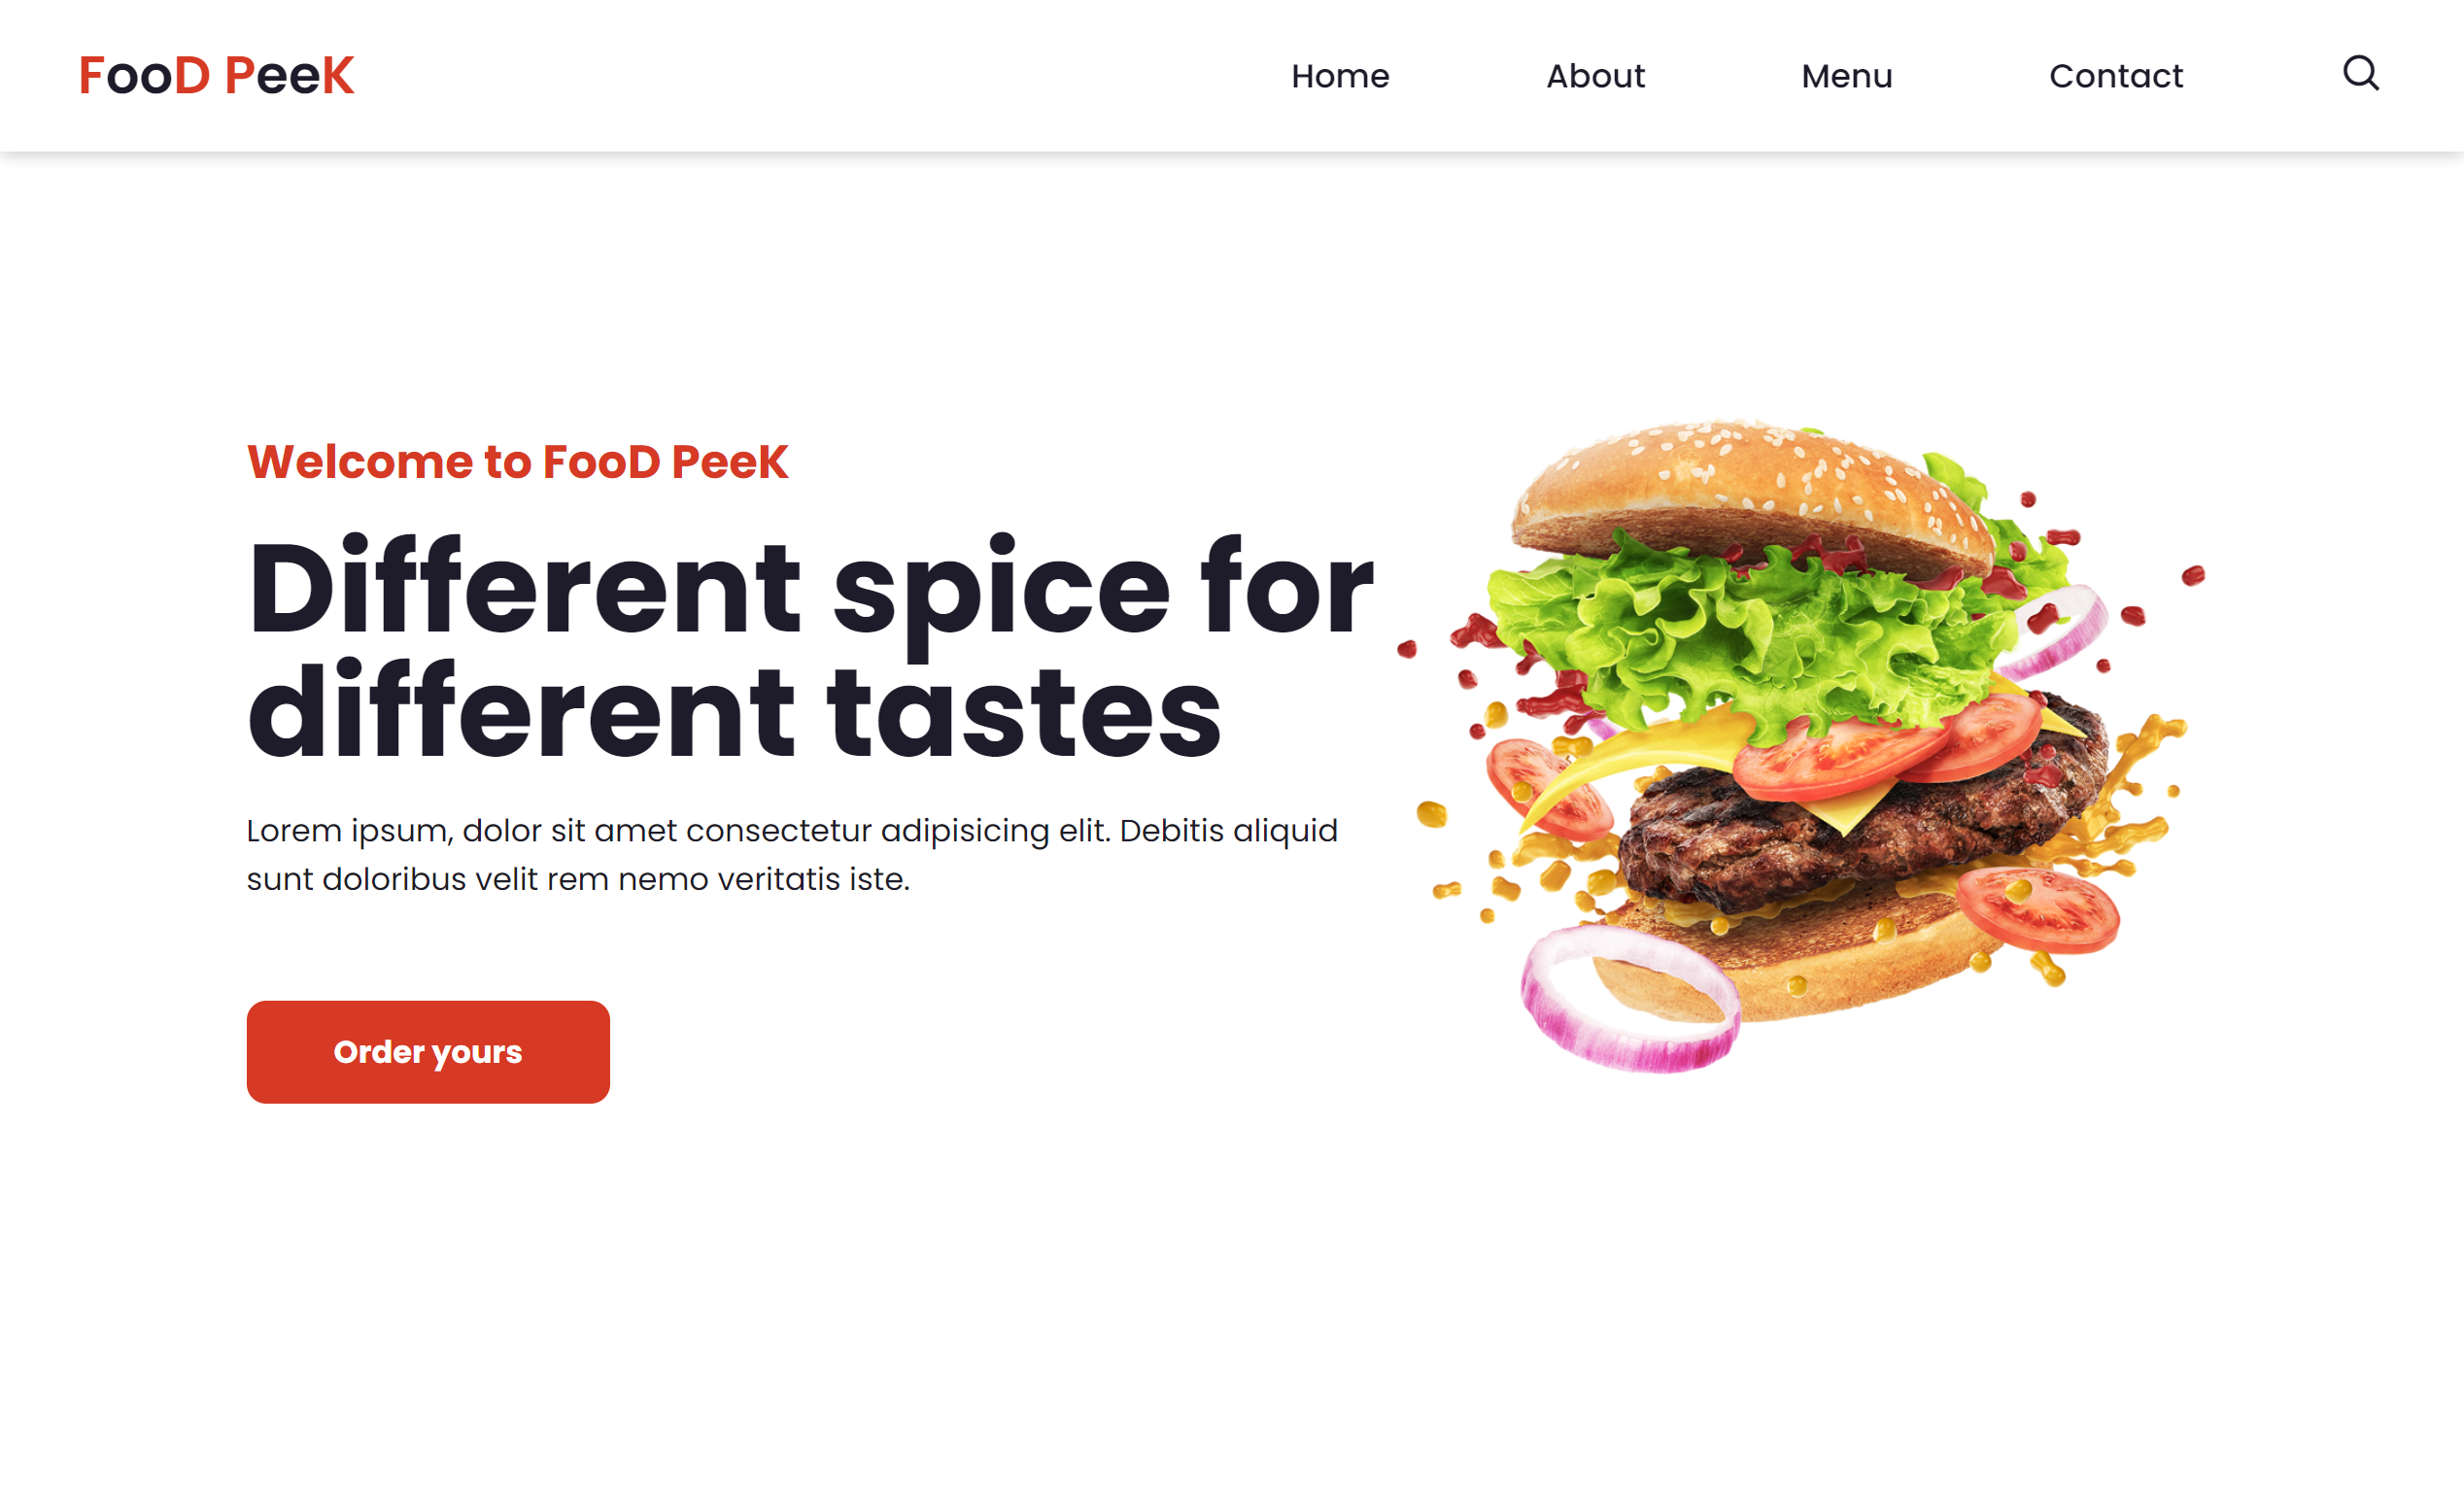 FooD PeeK
Home
About
Menu
Contact
Welcome to FooD PeeK
Different spice for
different tastes
Lorem ipsum, dolor sit amet consectetur adipisicing elit. Debitis aliquid
sunt doloribus velit rem nemo veritatis iste.
Order yours